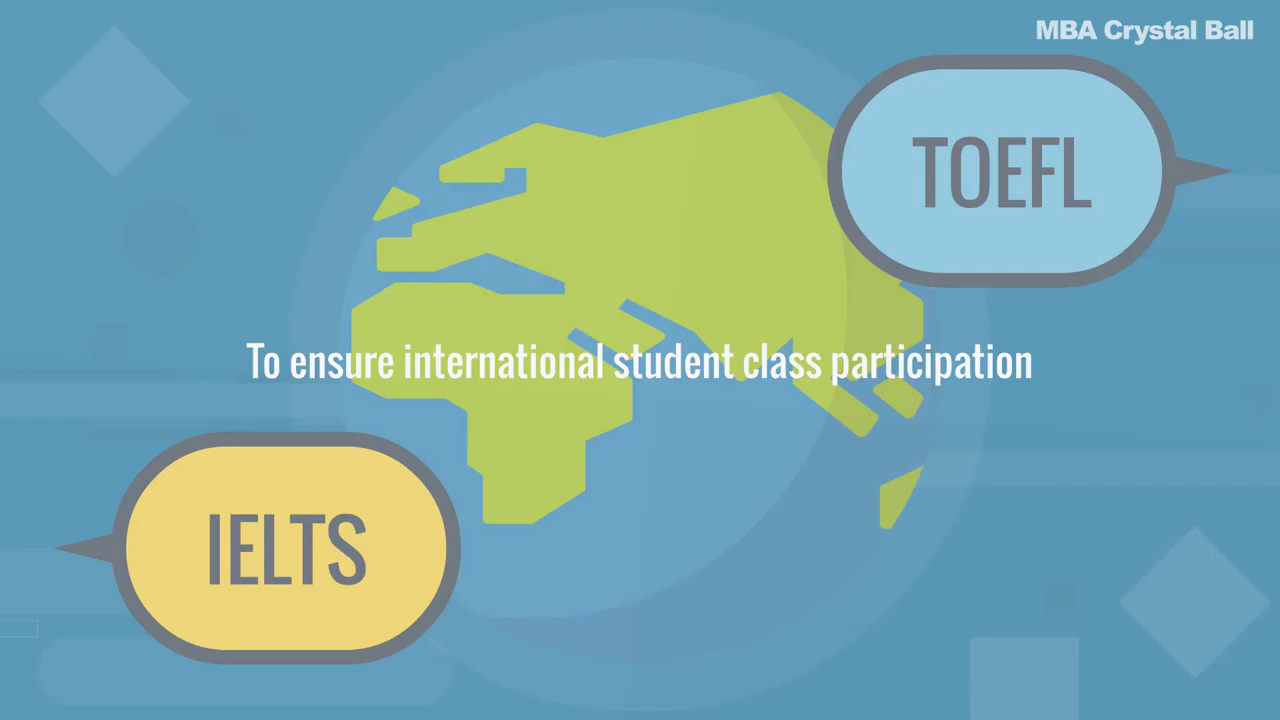 MBA Crystal Ball
TOEFL
To ensure international student class participation
IELTS